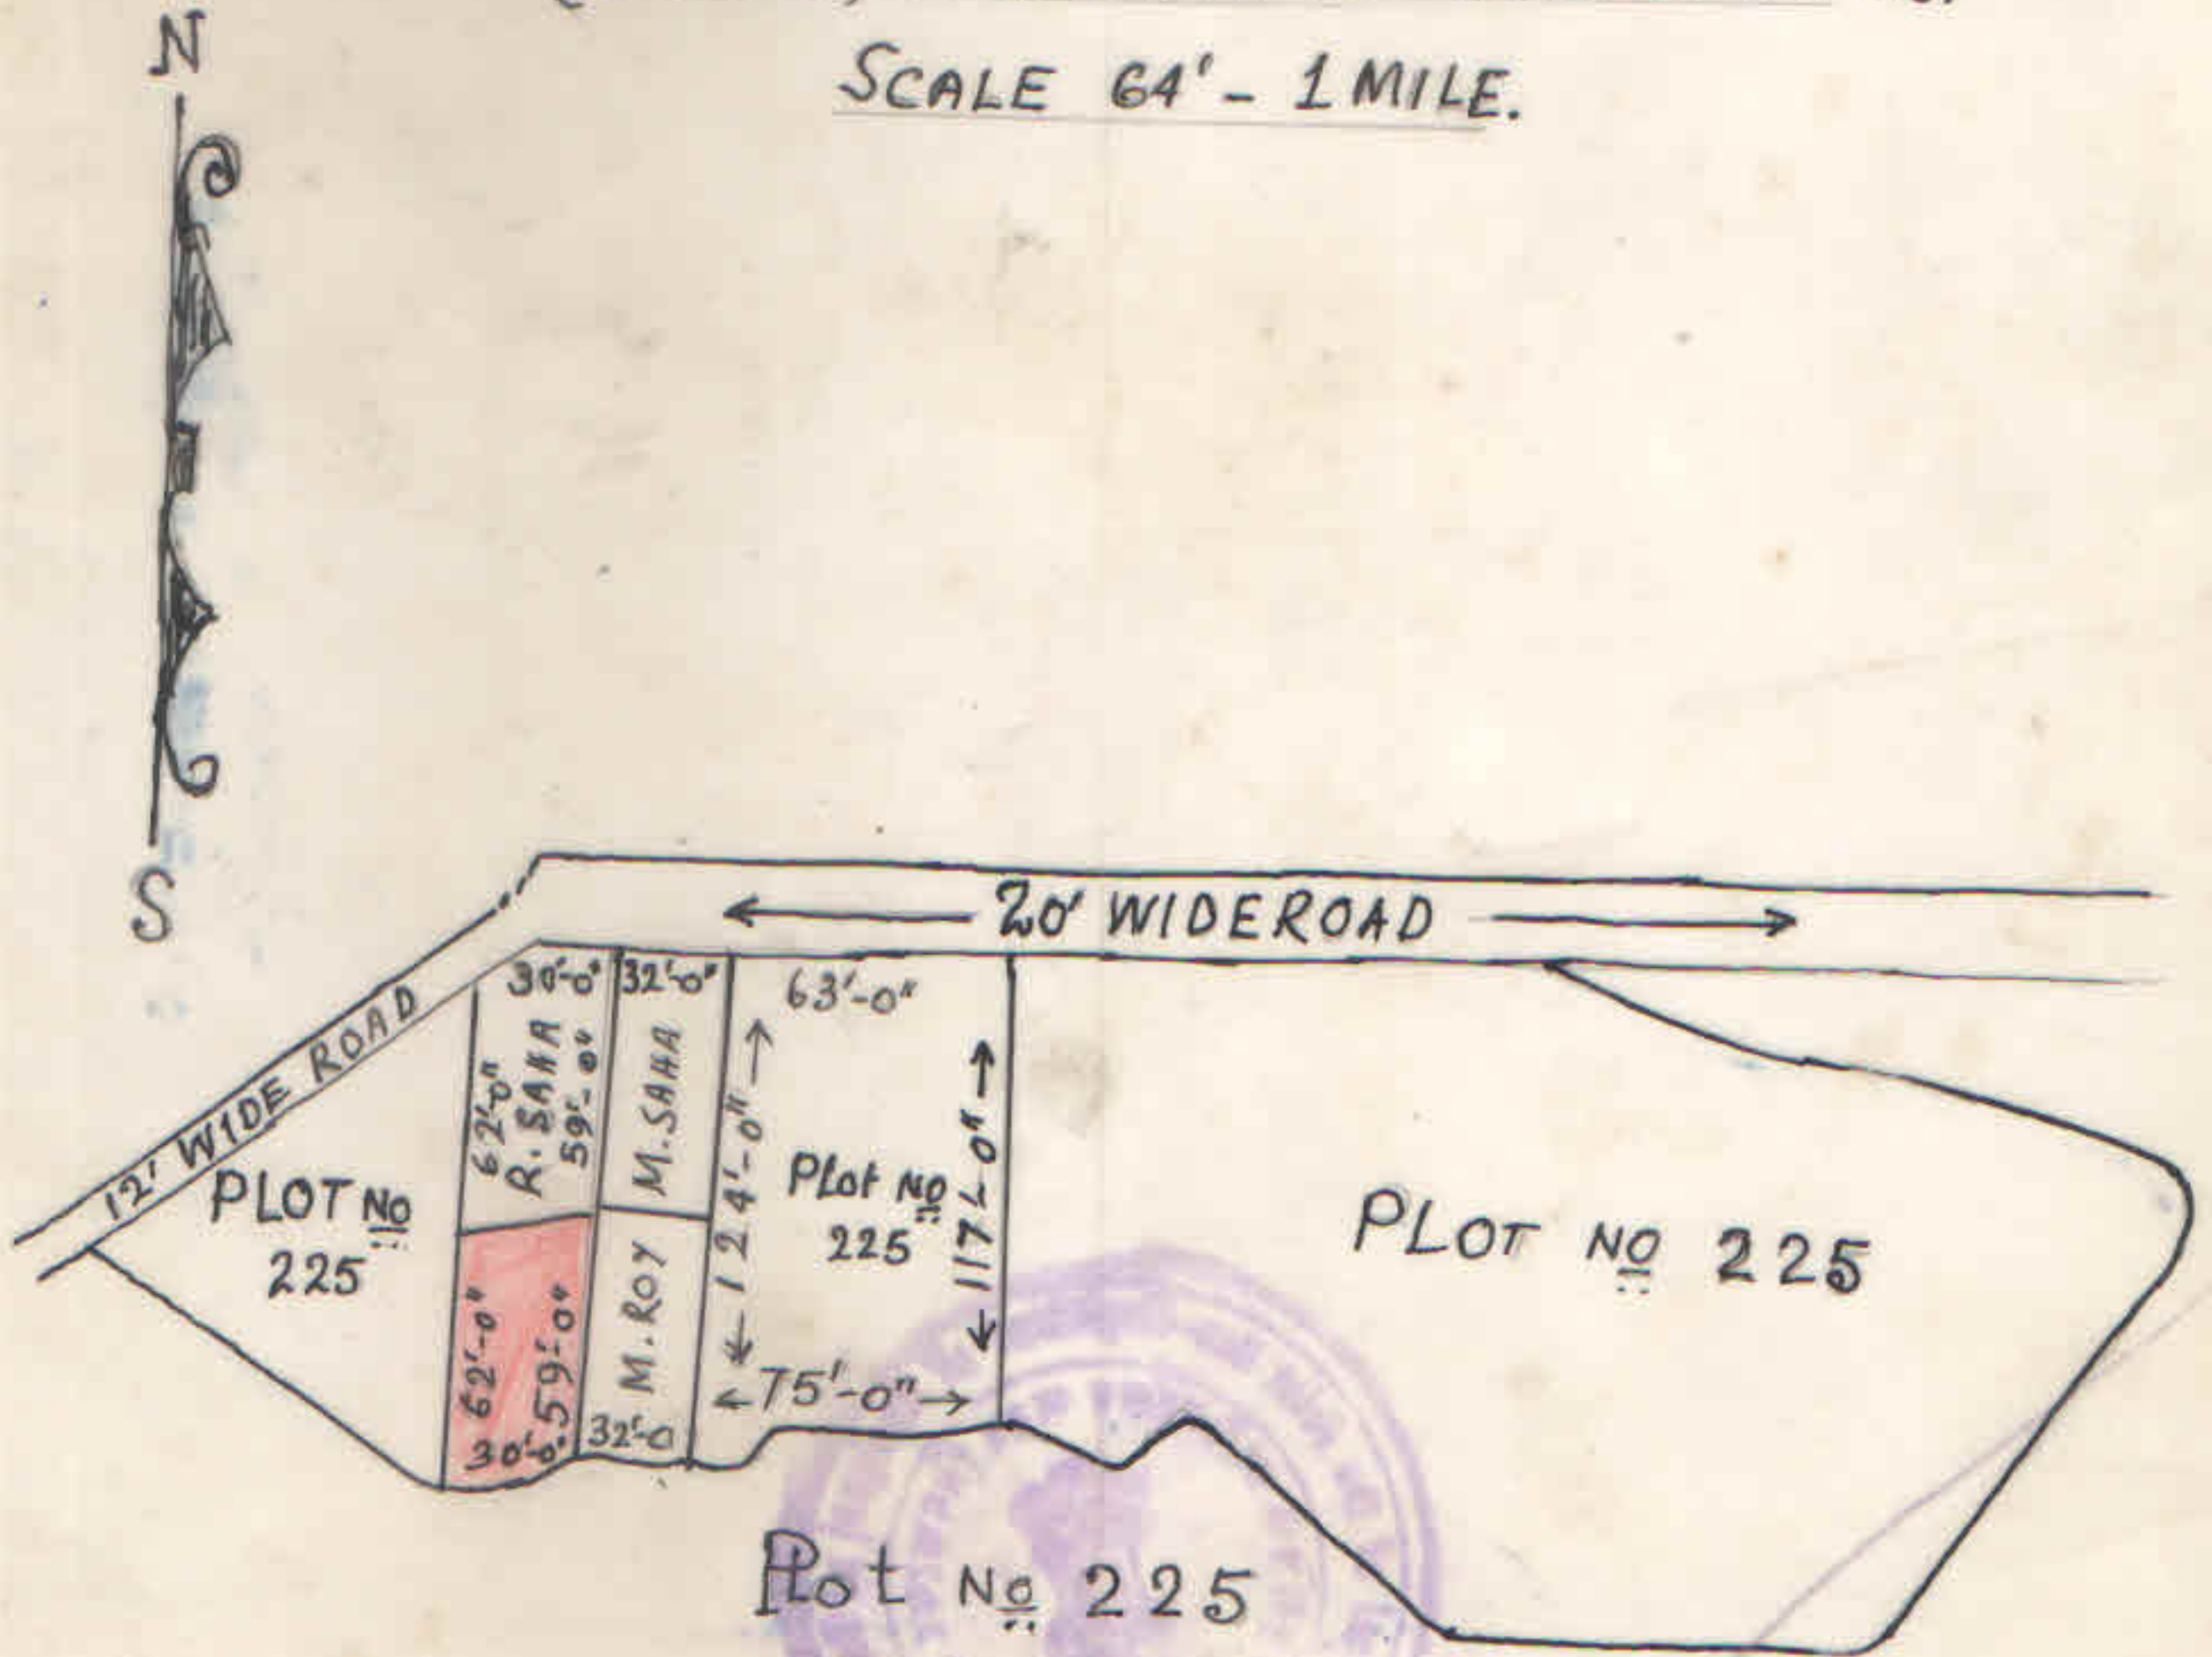 N
SCALE 64' - 1 MILE.
S
20' WIDE ROAD
12' WIDE ROAD
30'-0" 32'-0" 63'-0"
62'-0"
R. SAHA
59'-0"
M. SAHA
124'-0"
Plot No
225
117'-0"
PLOT No
225
PLOT No 225
62'-0"
59'-0"
30'-0"
M. ROY
32'-0
75'-0"
Plot No 225